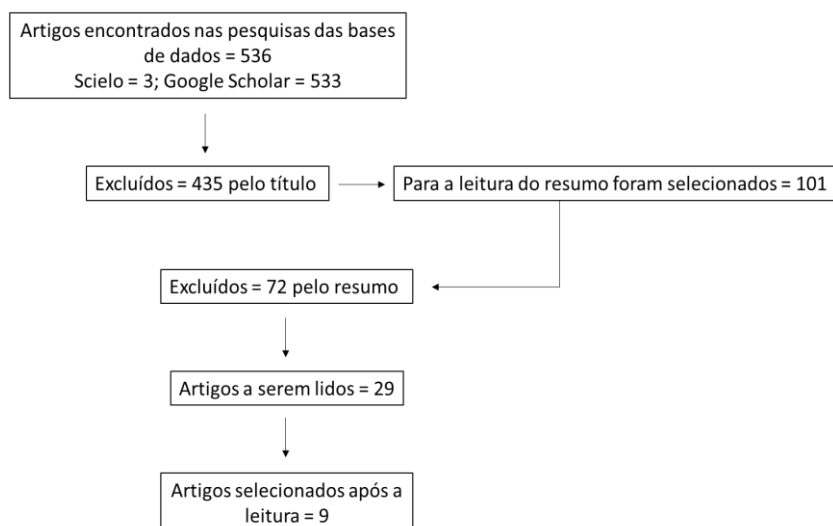 Artigos encontrados nas pesquisas das bases
de dados = 536
Scielo = 3; Google Scholar = 533
Excluídos = 435 pelo título
Para a leitura do resumo foram selecionados = 101
Excluídos = 72 pelo resumo
Artigos a serem lidos = 29
Artigos selecionados após a
leitura = 9